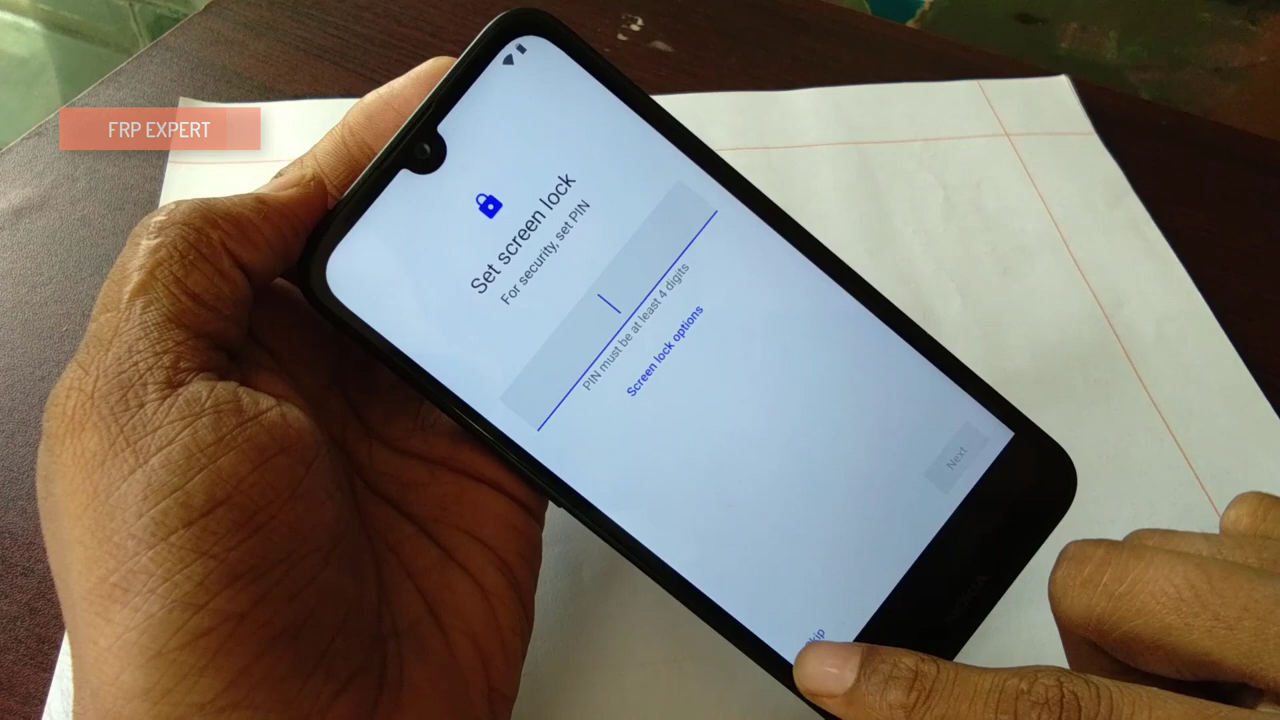 FRP EXPERT
Set screen lock
For security, set PIN
PIN must be at least 4 digits
Screen lock options
Next
NOKIA